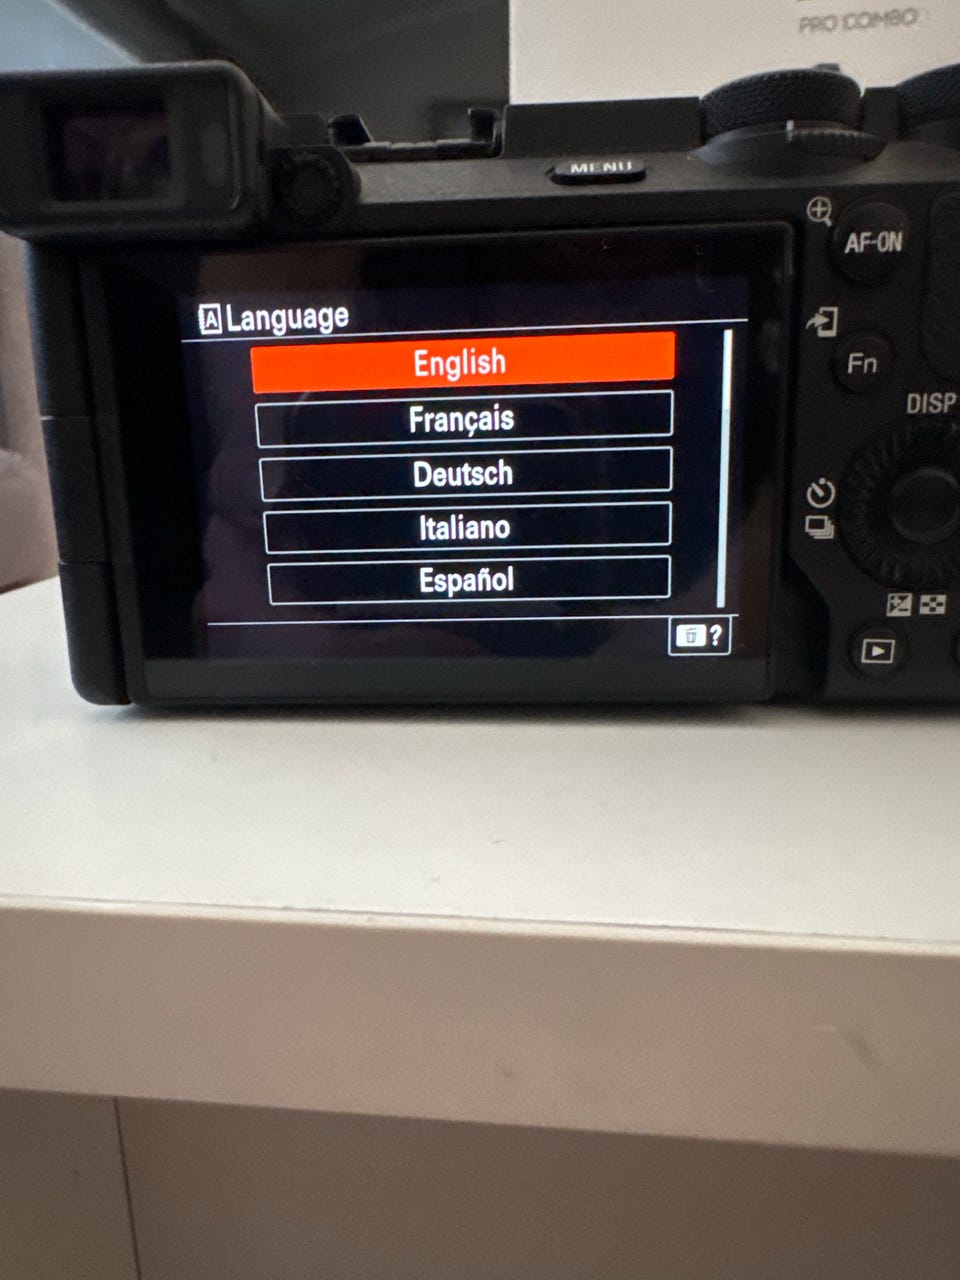 PRO COMBO
MENU
AF-ON
Language
English
Fn
Français
DISP
Deutsch
Italiano
Español
?